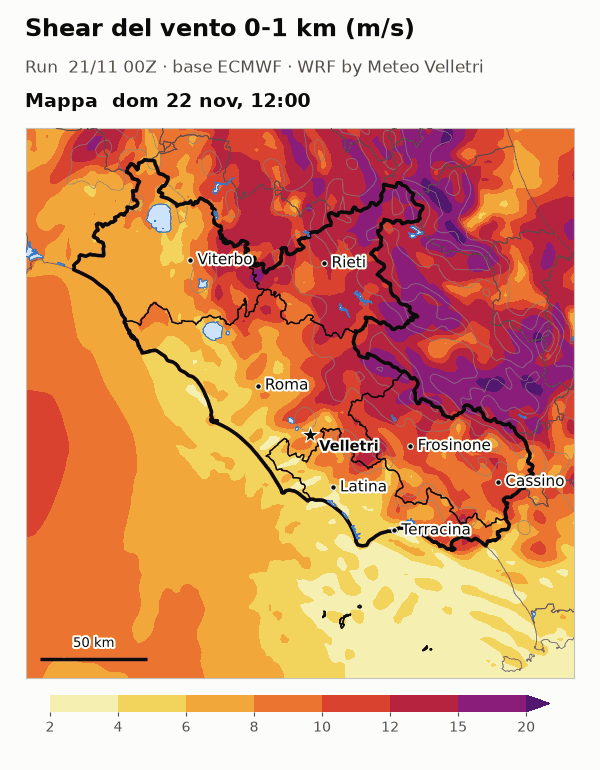 Shear del vento 0-1 km (m/s)
Run  21/11 00Z · base ECMWF · WRF by Meteo Velletri
Mappa  dom 22 nov, 12:00
Viterbo
Rieti
Roma
Velletri
Frosinone
Cassino
Latina
Terracina
50 km
2 4 6 8 10 12 15 20